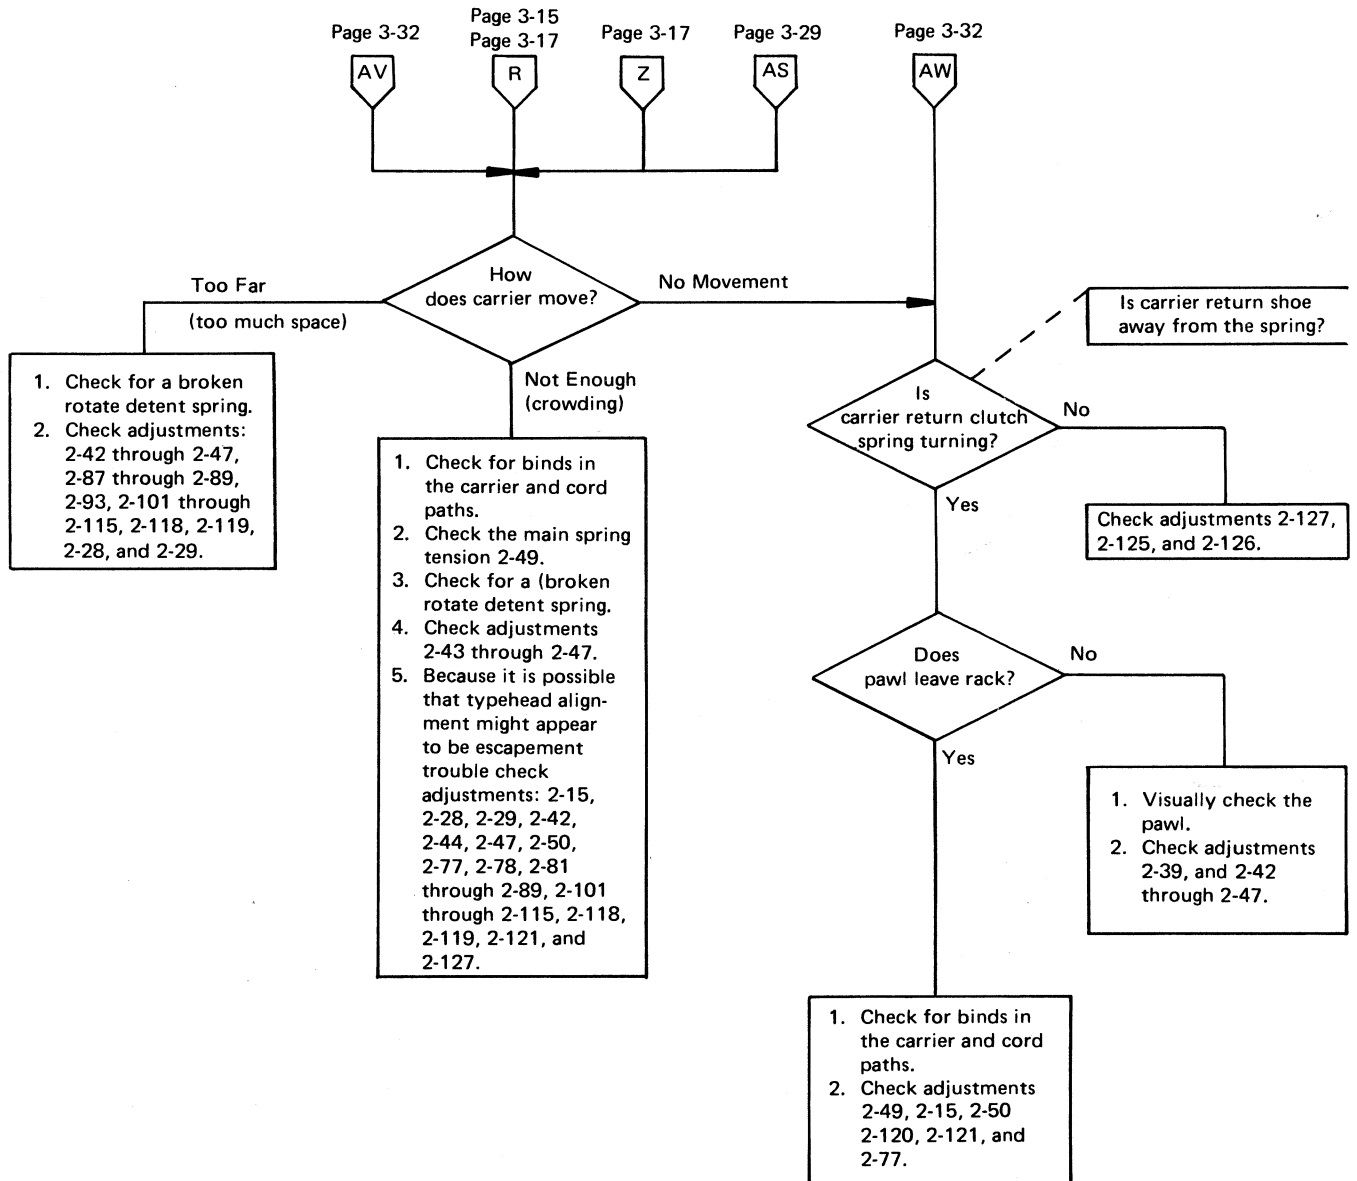 Page 3-32
Page 3-15
Page 3-17
Page 3-17
Page 3-29
Page 3-32
AV
R
Z
AS
AW
How
does carrier move?
Too Far
(too much space)
No Movement
Not Enough
(crowding)
Is carrier return shoe
away from the spring?
1. Check for a broken
rotate detent spring.
2. Check adjustments:
2-42 through 2-47,
2-87 through 2-89,
2-93, 2-101 through
2-115, 2-118, 2-119,
2-28, and 2-29.
1. Check for binds in
the carrier and cord
paths.
2. Check the main spring
tension 2-49.
3. Check for a (broken
rotate detent spring.
4. Check adjustments
2-43 through 2-47.
5. Because it is possible
that typehead align-
ment might appear
to be escapement
trouble check
adjustments: 2-15,
2-28, 2-29, 2-42,
2-44, 2-47, 2-50,
2-77, 2-78, 2-81
through 2-89, 2-101
through 2-115, 2-118,
2-119, 2-121, and
2-127.
Is
carrier return clutch
spring turning?
No
Yes
Check adjustments 2-127,
2-125, and 2-126.
Does
pawl leave rack?
No
Yes
1. Visually check the
pawl.
2. Check adjustments
2-39, and 2-42
through 2-47.
1. Check for binds in
the carrier and cord
paths.
2. Check adjustments
2-49, 2-15, 2-50
2-120, 2-121, and
2-77.